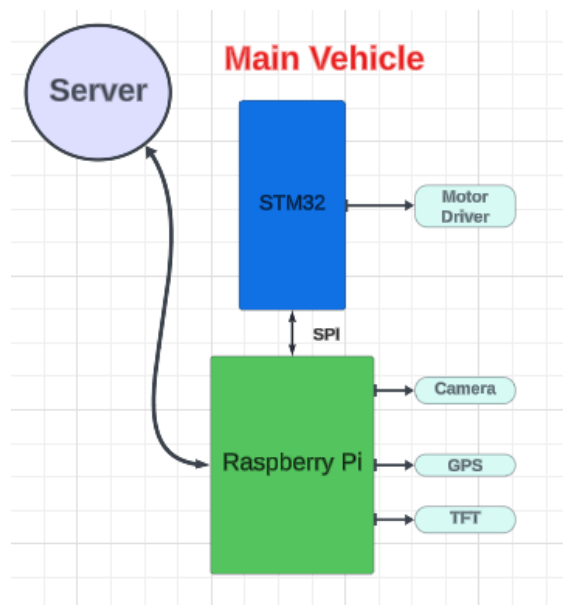 Main Vehicle
Server
STM32
Motor
Driver
SPI
Camera
Raspberry Pi
GPS
TFT